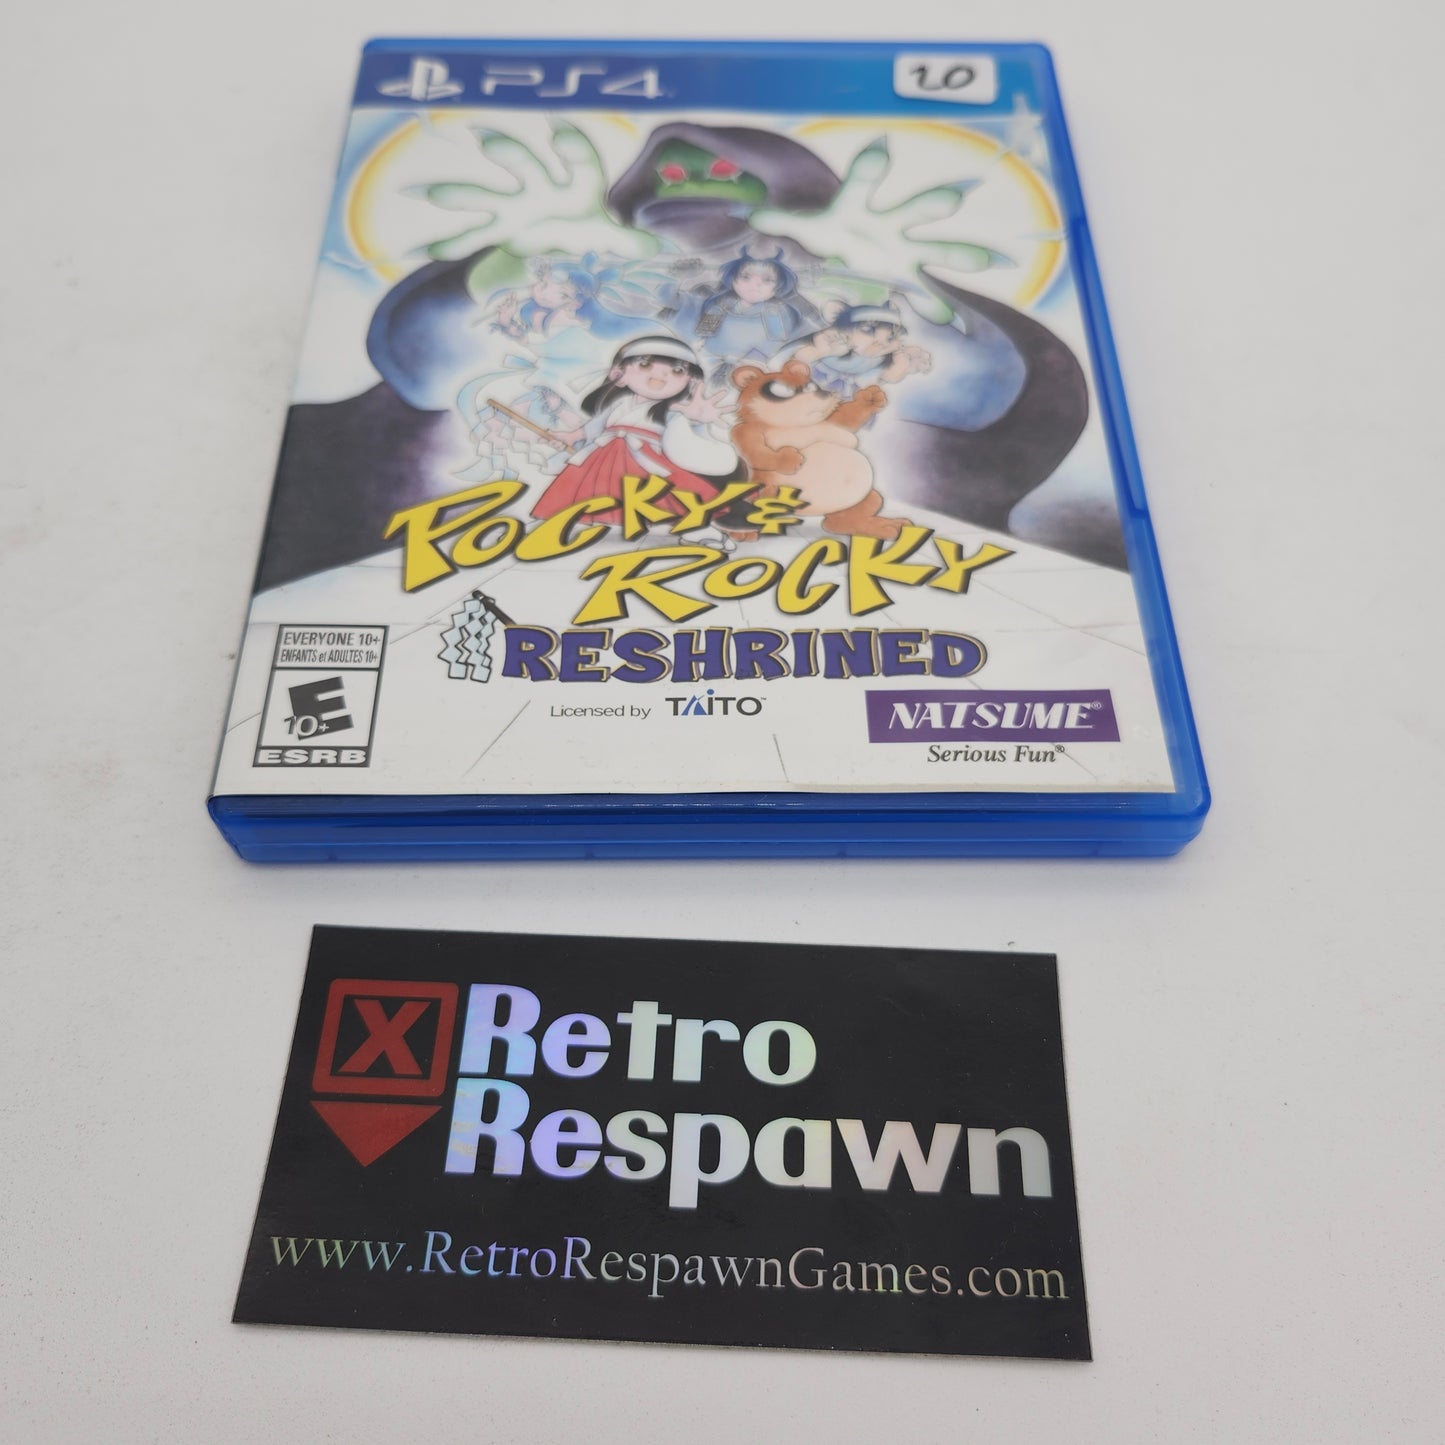 PS4
20
POCKY &
ROCKY
RESHRINED
EVERYONE 10+
ENFANTS et ADULTES 10+
E
10+
ESRB
Licensed by TAITO™
NATSUME®
Serious Fun®
X Retro
Respawn
www.RetroRespawnGames.com